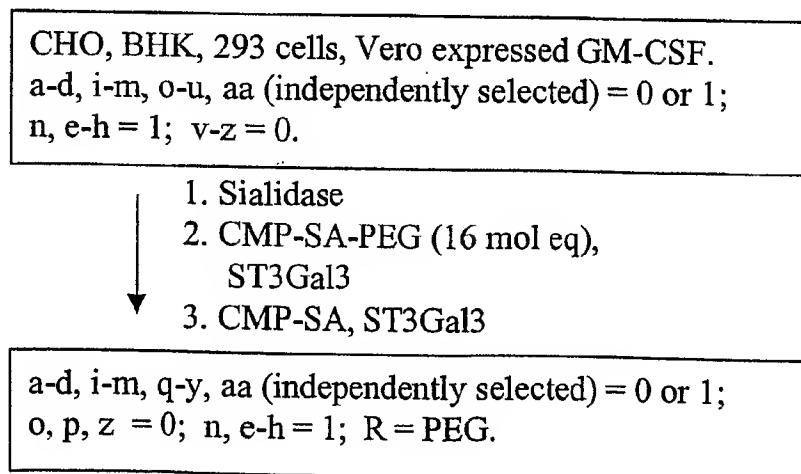 CHO, BHK, 293 cells, Vero expressed GM-CSF.
a-d, i-m, o-u, aa (independently selected) = 0 or 1;
n, e-h = 1; v-z = 0.
1. Sialidase
2. CMP-SA-PEG (16 mol eq),
ST3Gal3
3. CMP-SA, ST3Gal3
a-d, i-m, q-y, aa (independently selected) = 0 or 1;
o, p, z = 0; n, e-h = 1; R = PEG.